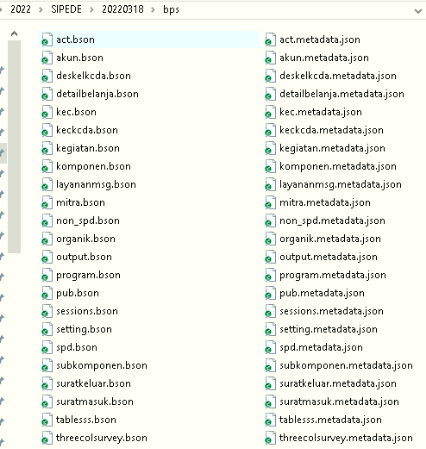 2022 > SIPEDE > 20220318 > bps
act.bson act.metadata.json
akun.bson akun.metadata.json
deskelkcda.bson deskelkcda.metadata.json
detailbelanja.bson detailbelanja.metadata.json
kec.bson kec.metadata.json
keckcda.bson keckcda.metadata.json
kegiatan.bson kegiatan.metadata.json
komponen.bson komponen.metadata.json
layananmsg.bson layananmsg.metadata.json
mitra.bson mitra.metadata.json
non_spd.bson non_spd.metadata.json
organik.bson organik.metadata.json
output.bson output.metadata.json
program.bson program.metadata.json
pub.bson pub.metadata.json
sessions.bson sessions.metadata.json
setting.bson setting.metadata.json
spd.bson spd.metadata.json
subkomponen.bson subkomponen.metadata.json
suratkeluar.bson suratkeluar.metadata.json
suratmasuk.bson suratmasuk.metadata.json
tablesss.bson tablesss.metadata.json
threecolsurvey.bson threecolsurvey.metadata.json